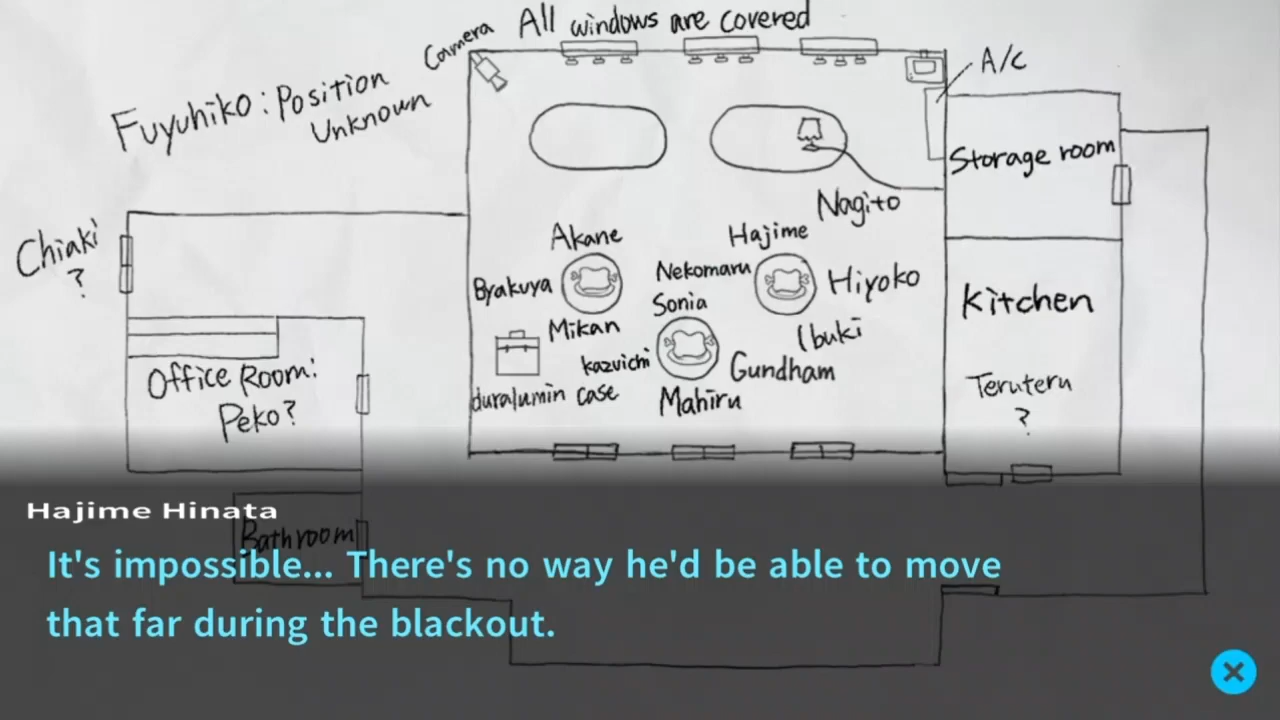 All windows are covered
Camera
A/C
Fuyuhiko: Position
Unknown
Storage room
Nagito
Chiaki
?
Akane
Hajime
Byakuya
Nekomaru
Hiyoko
Sonia
Kitchen
Mikan
Ibuki
kazuichi
Gundham
Office Room:
Peko?
duralumin case
Mahiru
Teruteru
?
Hajime Hinata
Bathroom
It's impossible... There's no way he'd be able to move
that far during the blackout.